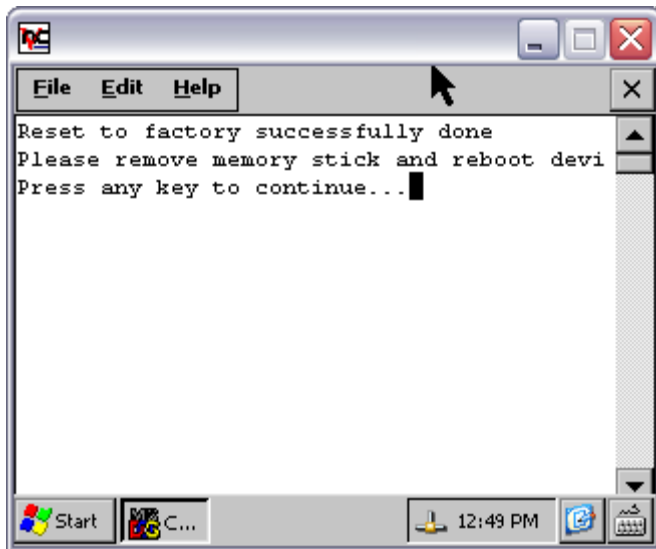 File Edit Help
Reset to factory successfully done
Please remove memory stick and reboot devi
Press any key to continue...
Start C... 12:49 PM